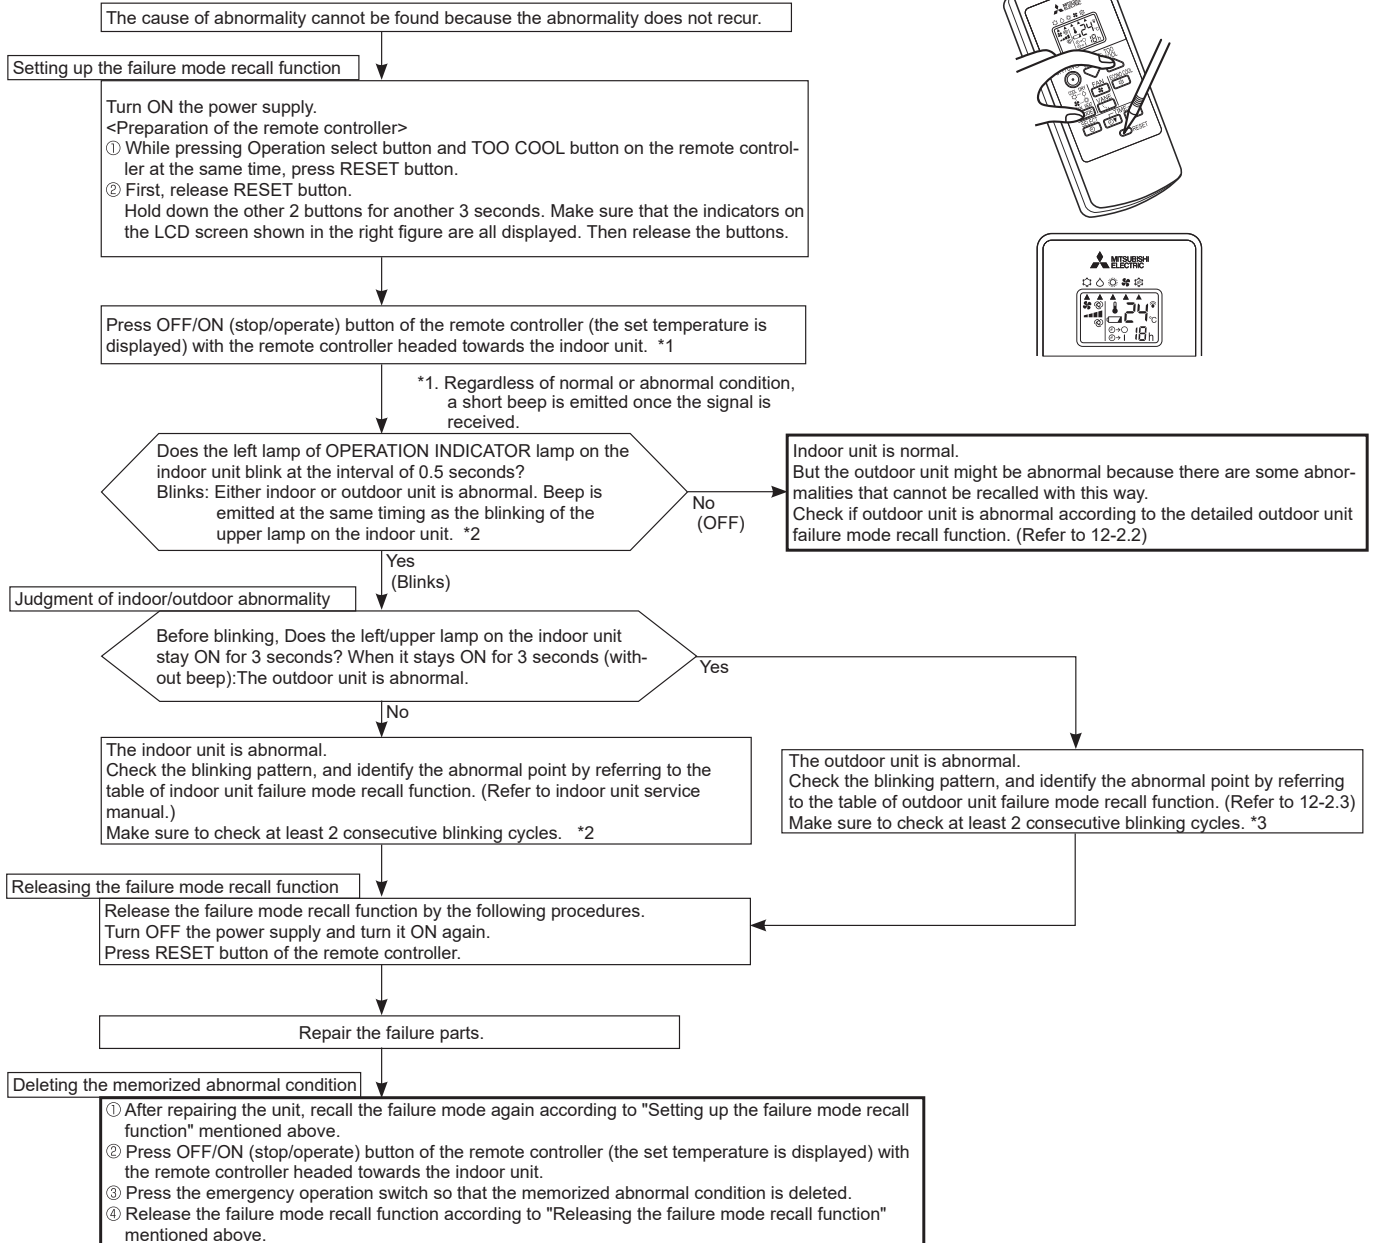 The cause of abnormality cannot be found because the abnormality does not recur.
Setting up the failure mode recall function
Turn ON the power supply.
<Preparation of the remote controller>
① While pressing Operation select button and TOO COOL button on the remote control-
ler at the same time, press RESET button.
② First, release RESET button.
Hold down the other 2 buttons for another 3 seconds. Make sure that the indicators on
the LCD screen shown in the right figure are all displayed. Then release the buttons.
24
18h
TOO
COOL
FAN
ECONO COOL
COOL DRY
VANE
SELECT
TIME
RESET
MITSUBISHI
ELECTRIC
24 °C
18h
Press OFF/ON (stop/operate) button of the remote controller (the set temperature is
displayed) with the remote controller headed towards the indoor unit. *1
*1. Regardless of normal or abnormal condition,
a short beep is emitted once the signal is
received.
Does the left lamp of OPERATION INDICATOR lamp on the
indoor unit blink at the interval of 0.5 seconds?
Blinks: Either indoor or outdoor unit is abnormal. Beep is
emitted at the same timing as the blinking of the
upper lamp on the indoor unit. *2
No
(OFF)
Indoor unit is normal.
But the outdoor unit might be abnormal because there are some abnor-
malities that cannot be recalled with this way.
Check if outdoor unit is abnormal according to the detailed outdoor unit
failure mode recall function. (Refer to 12-2.2)
Yes
(Blinks)
Judgment of indoor/outdoor abnormality
Before blinking, Does the left/upper lamp on the indoor unit
stay ON for 3 seconds? When it stays ON for 3 seconds (with-
out beep):The outdoor unit is abnormal.
Yes
No
The indoor unit is abnormal.
Check the blinking pattern, and identify the abnormal point by referring to the
table of indoor unit failure mode recall function. (Refer to indoor unit service
manual.)
Make sure to check at least 2 consecutive blinking cycles. *2
The outdoor unit is abnormal.
Check the blinking pattern, and identify the abnormal point by referring
to the table of outdoor unit failure mode recall function. (Refer to 12-2.3)
Make sure to check at least 2 consecutive blinking cycles. *3
Releasing the failure mode recall function
Release the failure mode recall function by the following procedures.
Turn OFF the power supply and turn it ON again.
Press RESET button of the remote controller.
Repair the failure parts.
Deleting the memorized abnormal condition
① After repairing the unit, recall the failure mode again according to "Setting up the failure mode recall
function" mentioned above.
② Press OFF/ON (stop/operate) button of the remote controller (the set temperature is displayed) with
the remote controller headed towards the indoor unit.
③ Press the emergency operation switch so that the memorized abnormal condition is deleted.
④ Release the failure mode recall function according to "Releasing the failure mode recall function"
mentioned above.